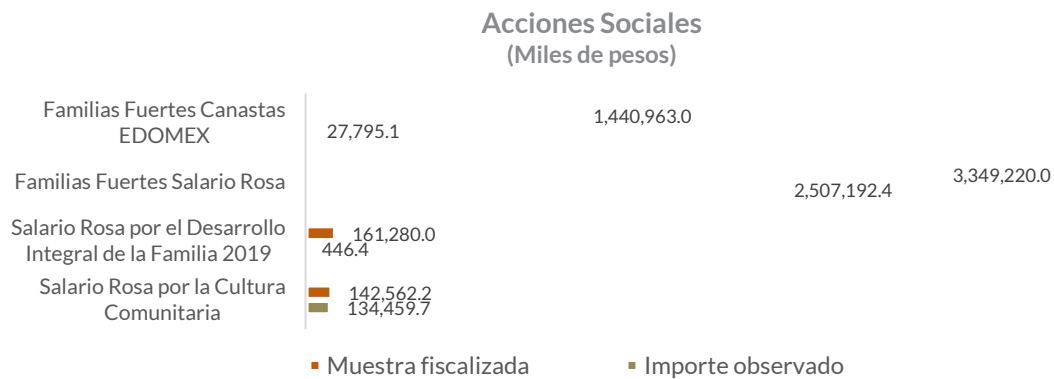 Acciones Sociales
(Miles de pesos)
Familias Fuertes Canastas
EDOMEX
1,440,963.0
27,795.1
Familias Fuertes Salario Rosa
3,349,220.0
2,507,192.4
Salario Rosa por el Desarrollo
Integral de la Familia 2019
161,280.0
446.4
Salario Rosa por la Cultura
Comunitaria
142,562.2
134,459.7
Muestra fiscalizada
Importe observado